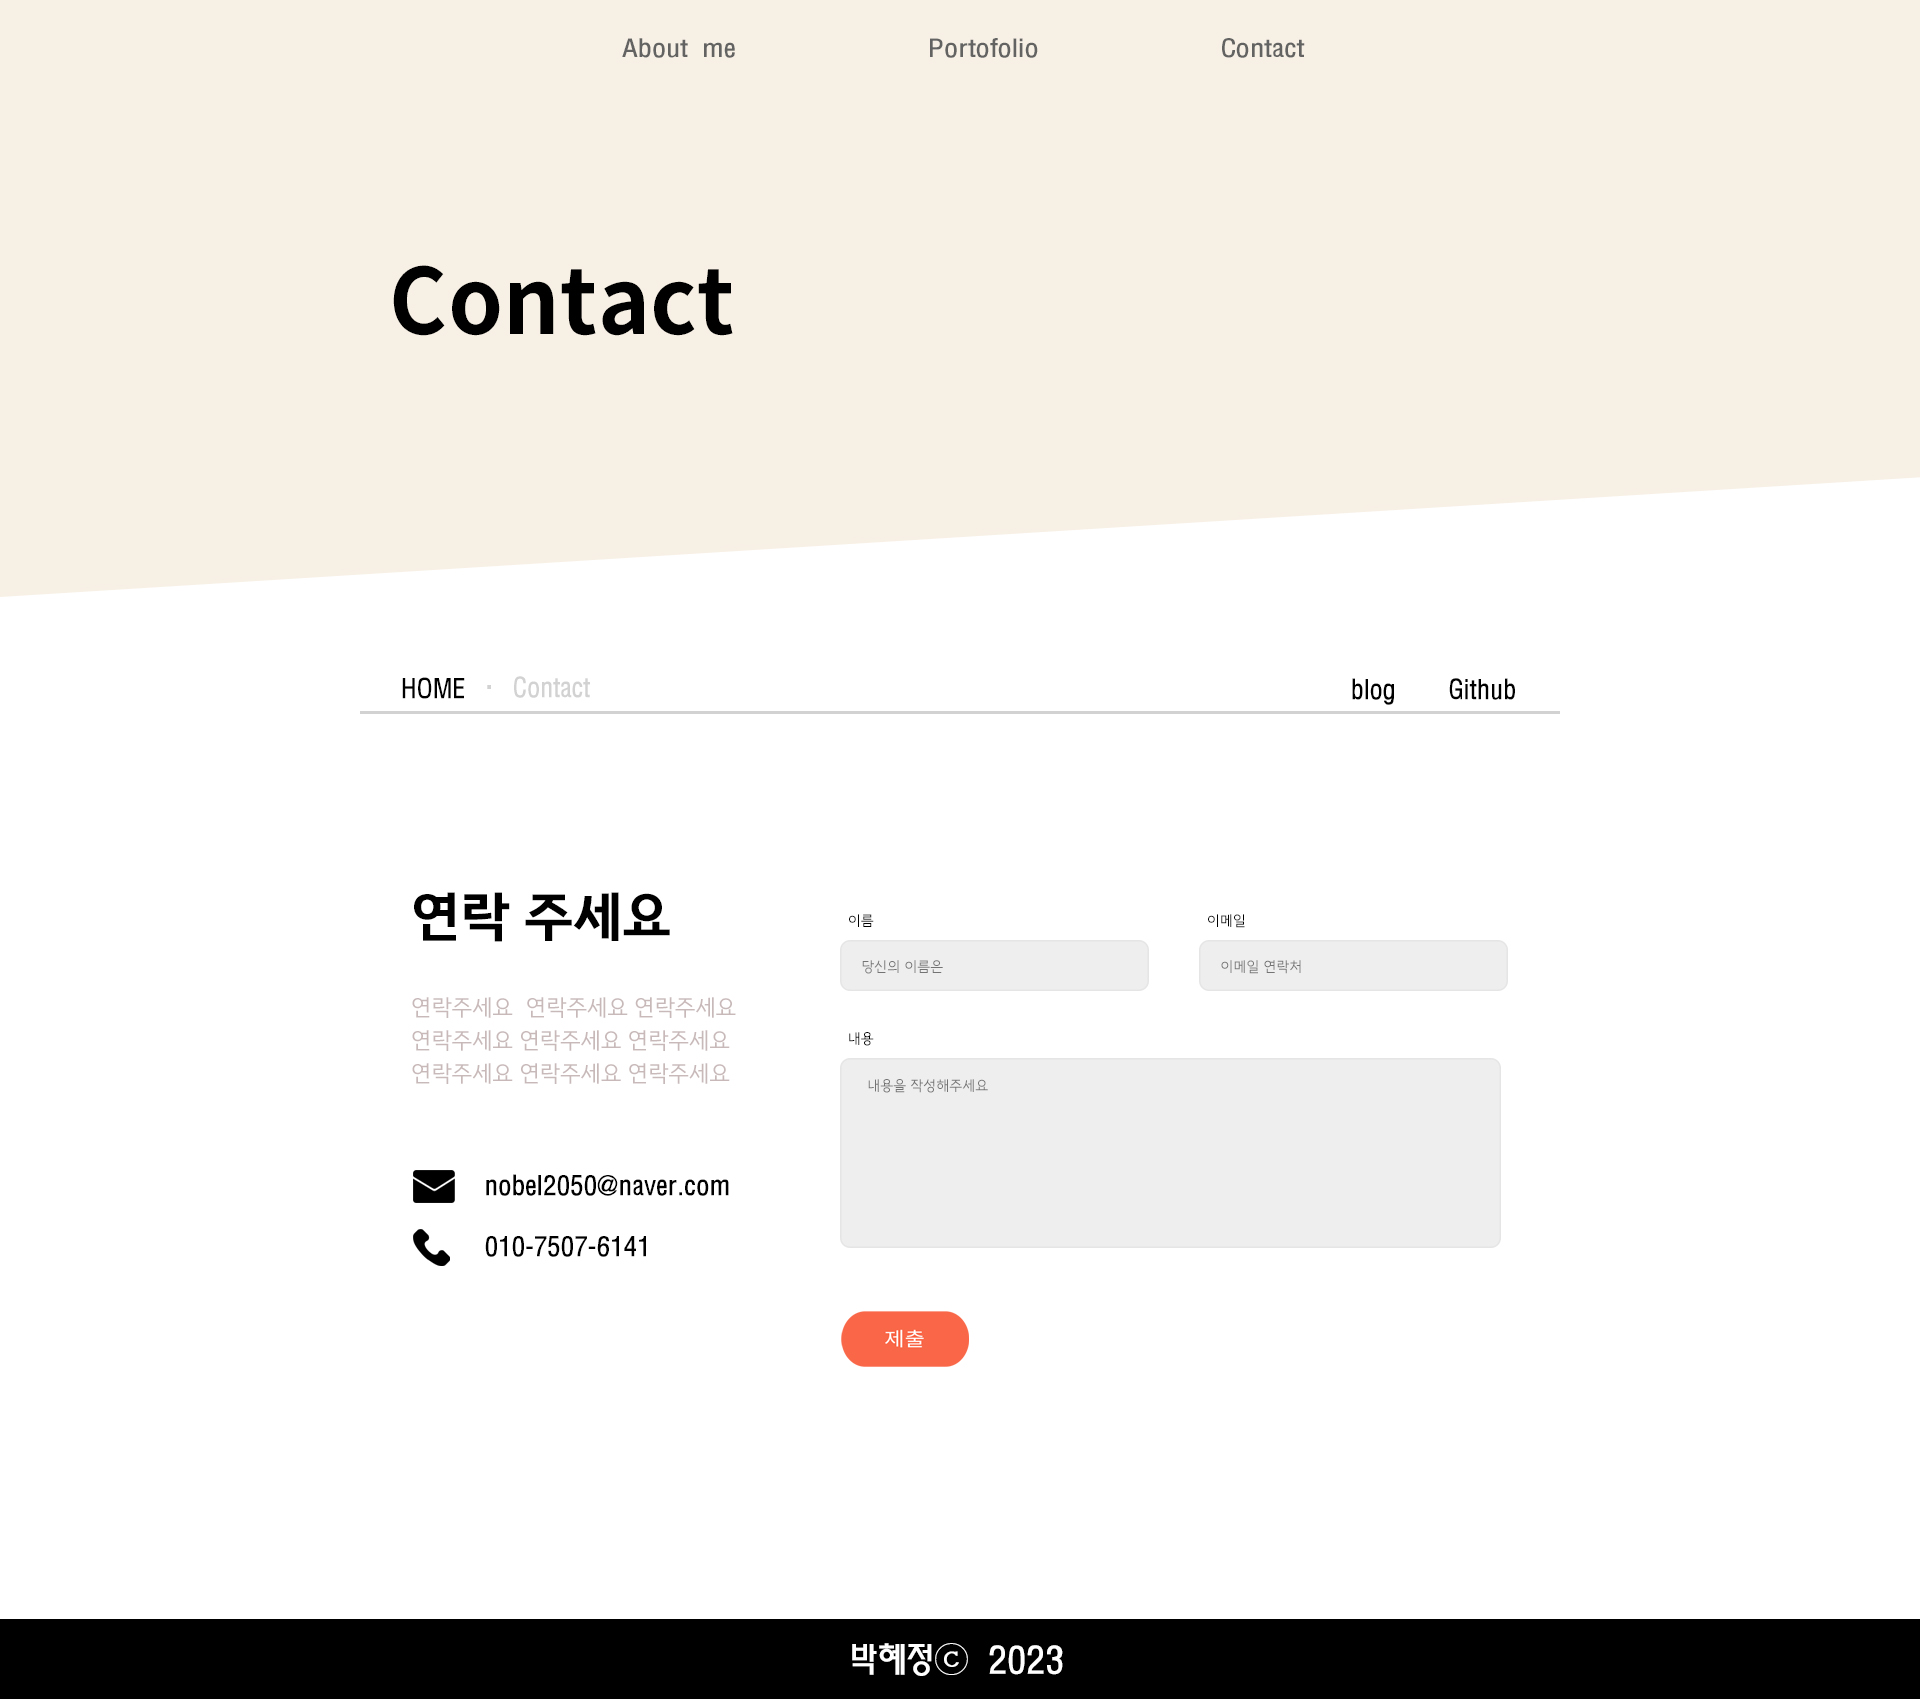 About me Portofolio Contact
Contact
HOME · Contact blog Github
연락 주세요
연락주세요 연락주세요 연락주세요
연락주세요 연락주세요 연락주세요
연락주세요 연락주세요 연락주세요
nobel2050@naver.com
010-7507-6141
이름 이메일
당신의 이름은 이메일 연락처
내용
내용을 작성해주세요
제출
박혜정ⓒ 2023